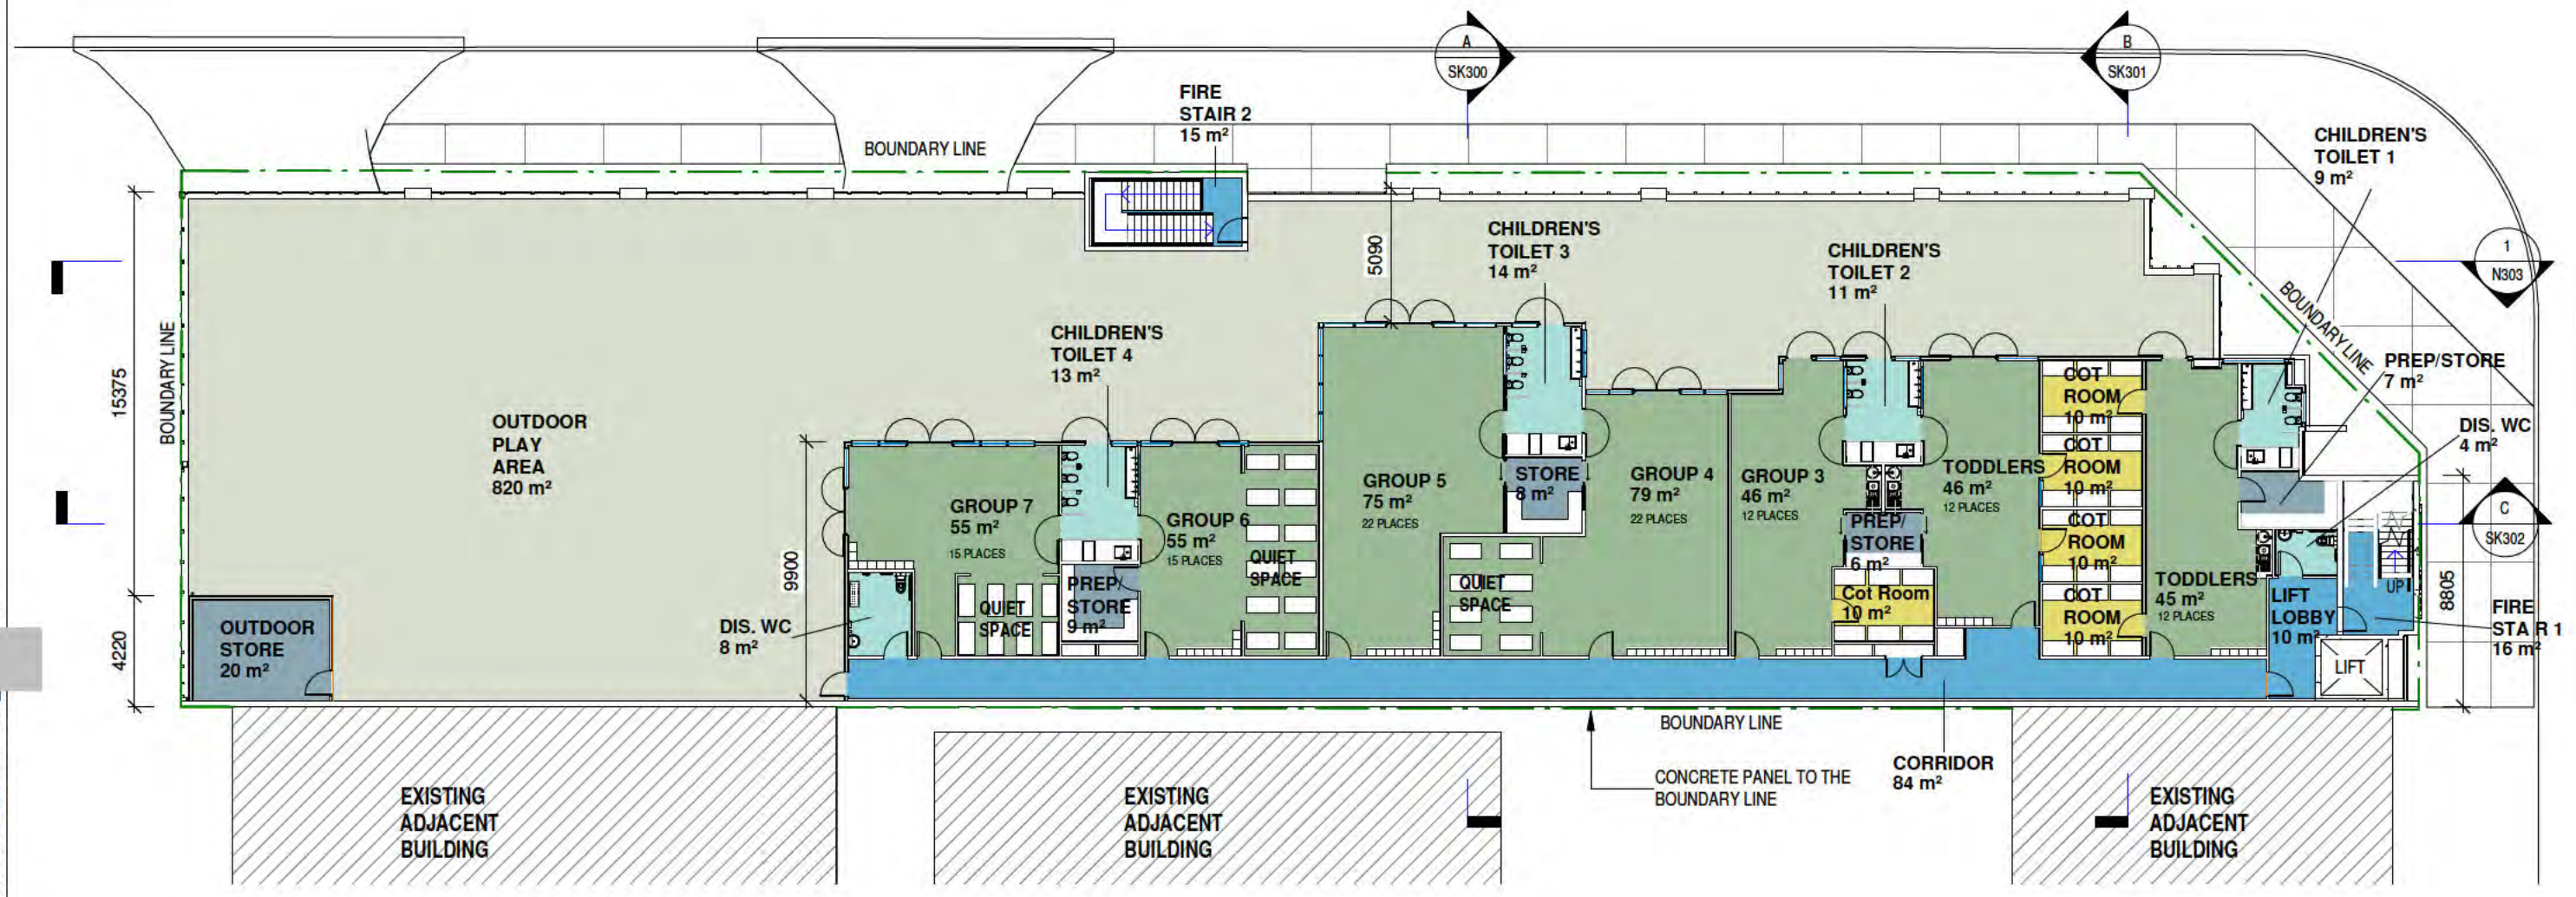 A
SK300
B
SK301
FIRE
STAIR 2
15 m²
BOUNDARY LINE
CHILDREN'S
TOILET 1
9 m²
1
N303
BOUNDARY LINE
CHILDREN'S
TOILET 3
14 m²
CHILDREN'S
TOILET 2
11 m²
5090
CHILDREN'S
TOILET 4
13 m²
15375
BOUNDARY LINE
PREP/STORE
7 m²
DIS. WC
4 m²
OUTDOOR
PLAY
AREA
820 m²
COT
ROOM
10 m²
COT
ROOM
10 m²
COT
ROOM
10 m²
COT
ROOM
10 m²
GROUP 7
55 m²
15 PLACES
GROUP 6
55 m²
15 PLACES
GROUP 5
75 m²
22 PLACES
STORE
8 m²
GROUP 4
79 m²
22 PLACES
GROUP 3
46 m²
12 PLACES
TODDLERS
46 m²
12 PLACES
PREP/
STORE
6 m²
Cot Room
10 m²
C
SK302
9900
QUIET
SPACE
QUIET
SPACE
QUIET
SPACE
PREP/
STORE
9 m²
TODDLERS
45 m²
12 PLACES
LIFT
LOBBY
10 m²
UP
8805
FIRE
STA R 1
16 m²
LIFT
DIS. WC
8 m²
4220
OUTDOOR
STORE
20 m²
BOUNDARY LINE
CORRIDOR
84 m²
CONCRETE PANEL TO THE
BOUNDARY LINE
EXISTING
ADJACENT
BUILDING
EXISTING
ADJACENT
BUILDING
EXISTING
ADJACENT
BUILDING